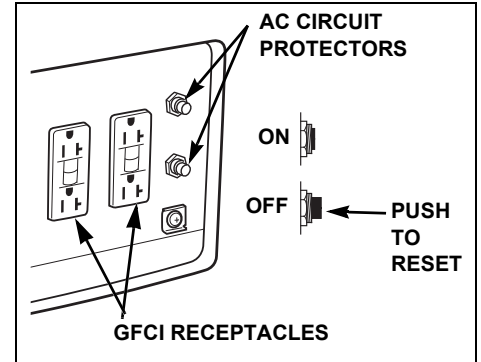 AC CIRCUIT
PROTECTORS
ON
OFF
PUSH
TO
RESET
GFCI RECEPTACLES